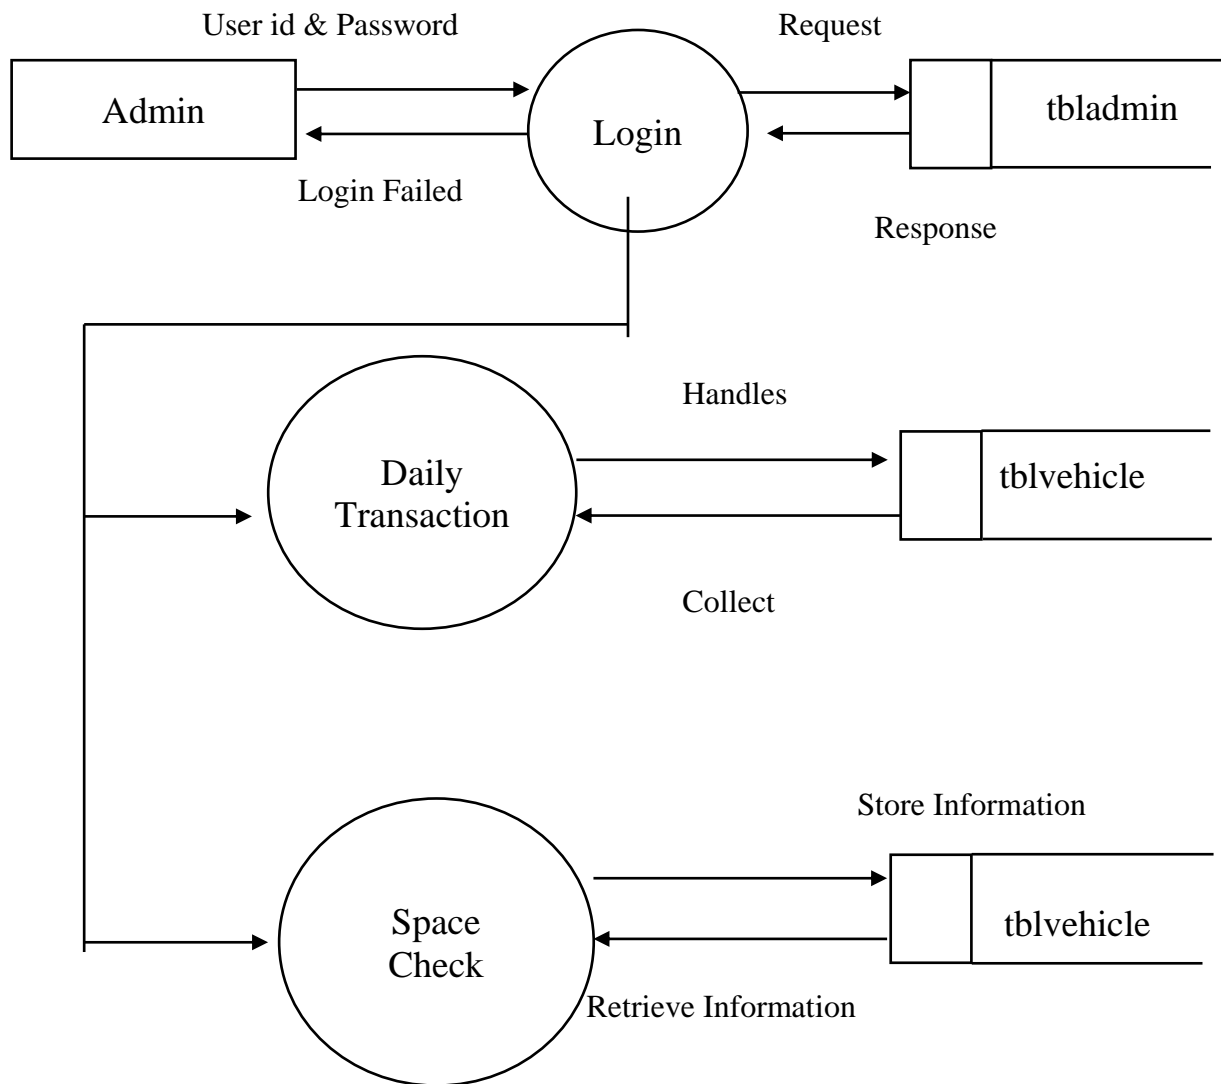 User id & Password
Request
Admin
Login
tbladmin
Login Failed
Response
Handles
Daily
Transaction
tblvehicle
Collect
Store Information
Space
Check
tblvehicle
Retrieve Information